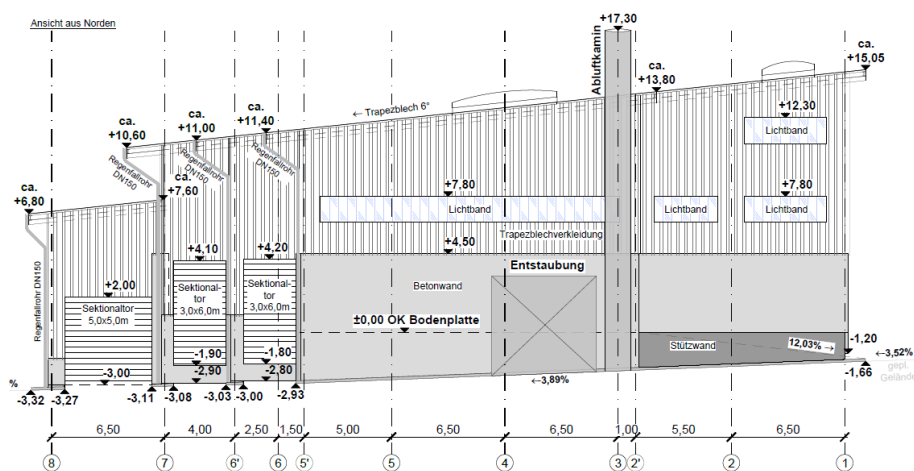 Ansicht aus Norden
+17,30
Abluftkamin
ca.
+15,05
ca.
+13,80
← Trapezblech 6°
+12,30
Lichtband
ca.
+11,40
ca.
+11,00
ca.
+10,60
Regenfallrohr
DN150
Regenfallrohr
DN150
Regenfallrohr
DN150
ca.
+7,60
ca.
+6,80
+7,80
Lichtband
Lichtband
+7,80
Lichtband
Trapezblechverkleidung
+4,50
+4,10
+4,20
Entstaubung
Betonwand
Sektionaltor
5,0x5,0m
+2,00
Sektional-
tor
3,0x6,0m
Sektional-
tor
3,0x6,0m
Regenfallrohr DN150
±0,00 OK Bodenplatte
Stützwand
12,03% →
-1,20
←3,52%
gepl.
Gelände
-1,66
-1,90
-2,90
-1,80
-2,80
-3,00
←3,89%
%
-3,32
-3,27
-3,11
-3,08
-3,03
-3,00
-2,93
6,50
4,00
2,50
1,50
5,00
6,50
6,50
1,00
5,50
6,50
8
7
6'
6
5'
5
4
3
2'
2
1